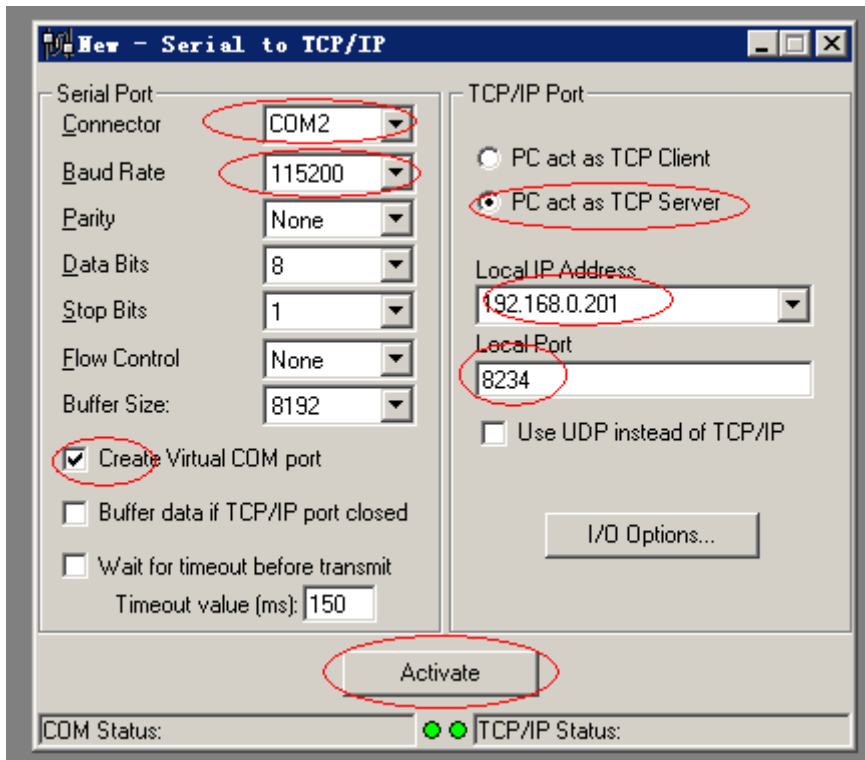 New - Serial to TCP/IP
Serial Port
Connector COM2
Baud Rate 115200
Parity None
Data Bits 8
Stop Bits 1
Flow Control None
Buffer Size: 8192
Create Virtual COM port
Buffer data if TCP/IP port closed
Wait for timeout before transmit
Timeout value (ms): 150
TCP/IP Port
PC act as TCP Client
PC act as TCP Server
Local IP Address
192.168.0.201
Local Port
8234
Use UDP instead of TCP/IP
I/O Options...
Activate
COM Status:
TCP/IP Status: